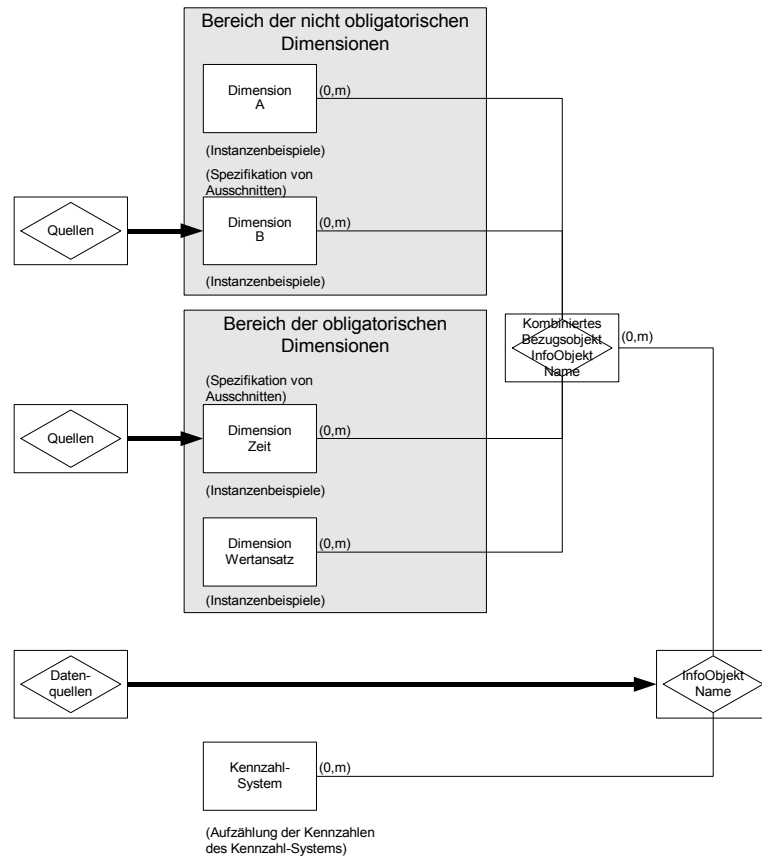 Bereich der nicht obligatorischen
Dimensionen
Dimension
A
(0,m)
(Instanzenbeispiele)
(Spezifikation von
Ausschnitten)
Quellen
Dimension
B
(0,m)
(Instanzenbeispiele)
Bereich der obligatorischen
Dimensionen
Kombiniertes
Bezugsobjekt
InfoObjekt
Name
(0,m)
(Spezifikation von
Ausschnitten)
Quellen
Dimension
Zeit
(0,m)
(Instanzenbeispiele)
Dimension
Wertansatz
(0,m)
(Instanzenbeispiele)
Daten-
quellen
InfoObjekt
Name
Kennzahl-
System
(0,m)
(Aufzählung der Kennzahlen
des Kennzahl-Systems)